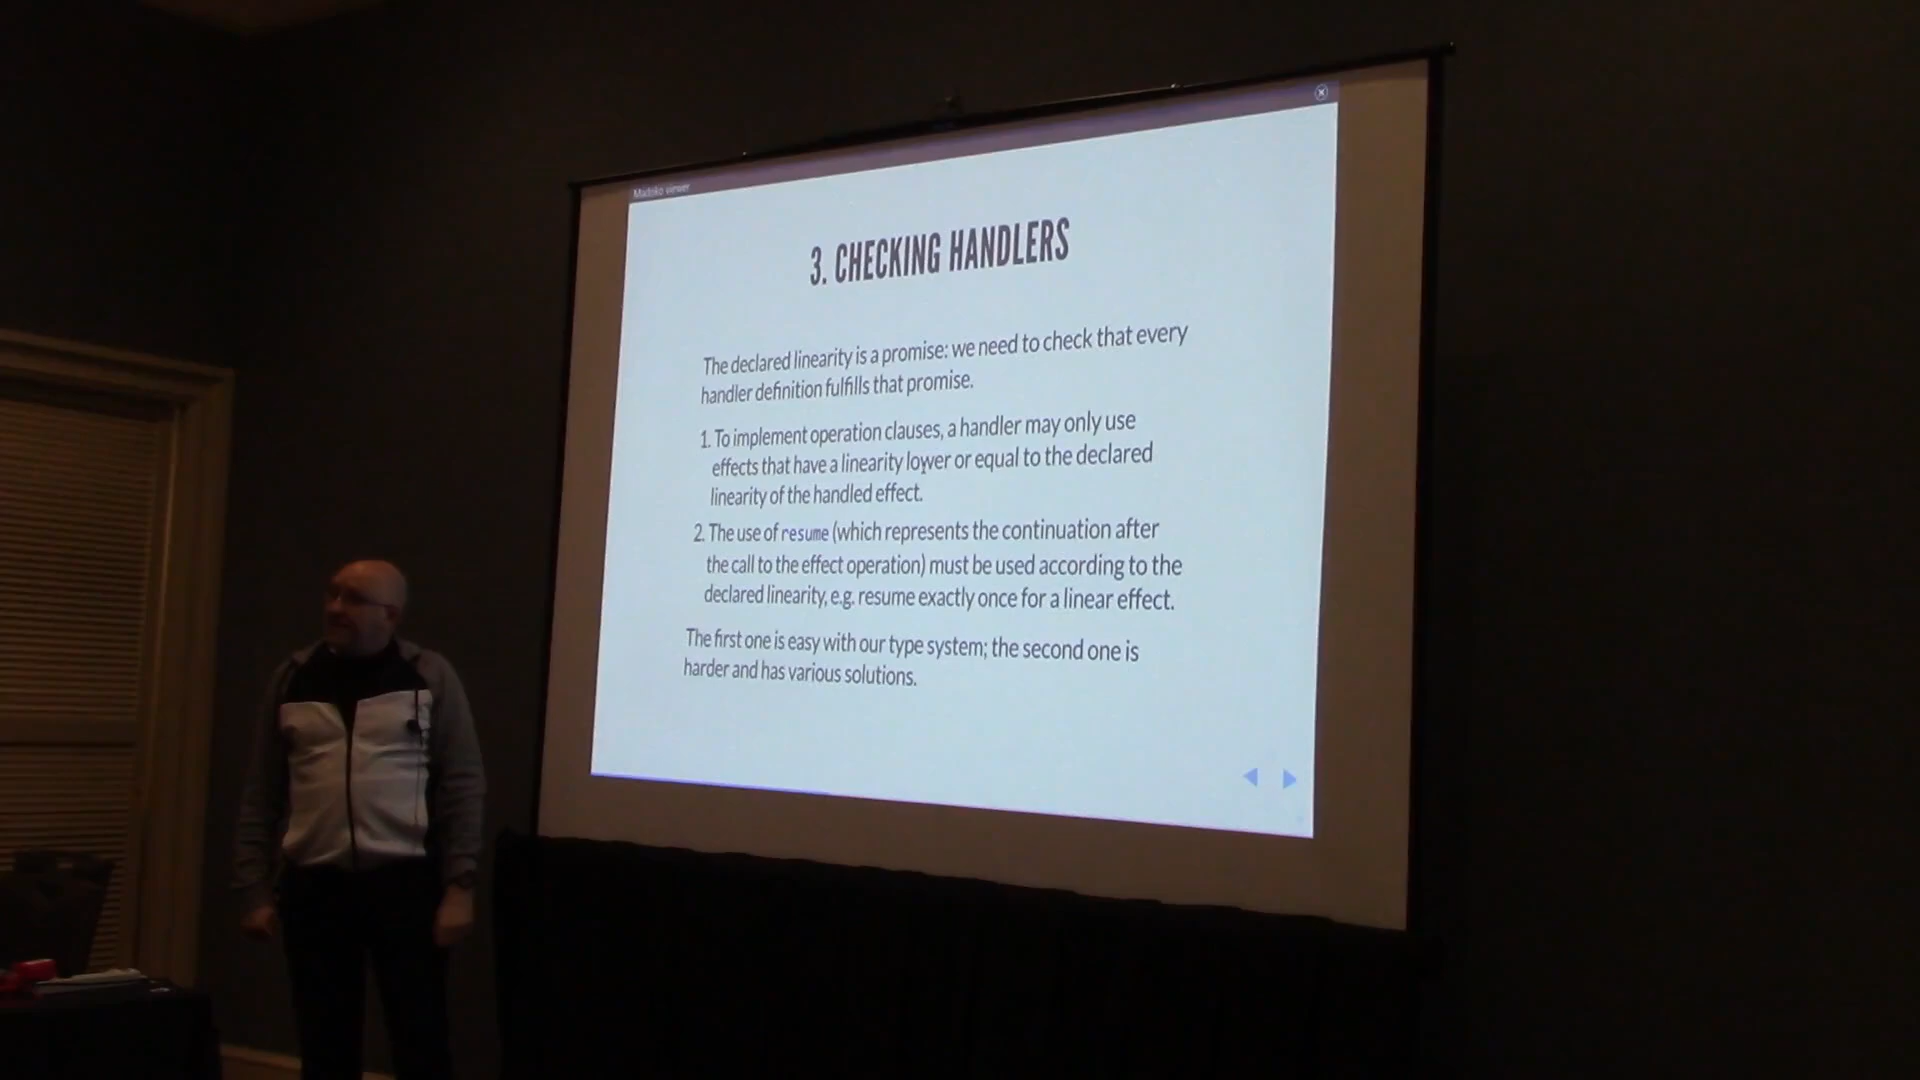 Madoko viewer
3. CHECKING HANDLERS
The declared linearity is a promise: we need to check that every
handler definition fulfills that promise.
1. To implement operation clauses, a handler may only use
effects that have a linearity lower or equal to the declared
linearity of the handled effect.
2. The use of resume (which represents the continuation after
the call to the effect operation) must be used according to the
declared linearity, e.g. resume exactly once for a linear effect.
The first one is easy with our type system; the second one is
harder and has various solutions.